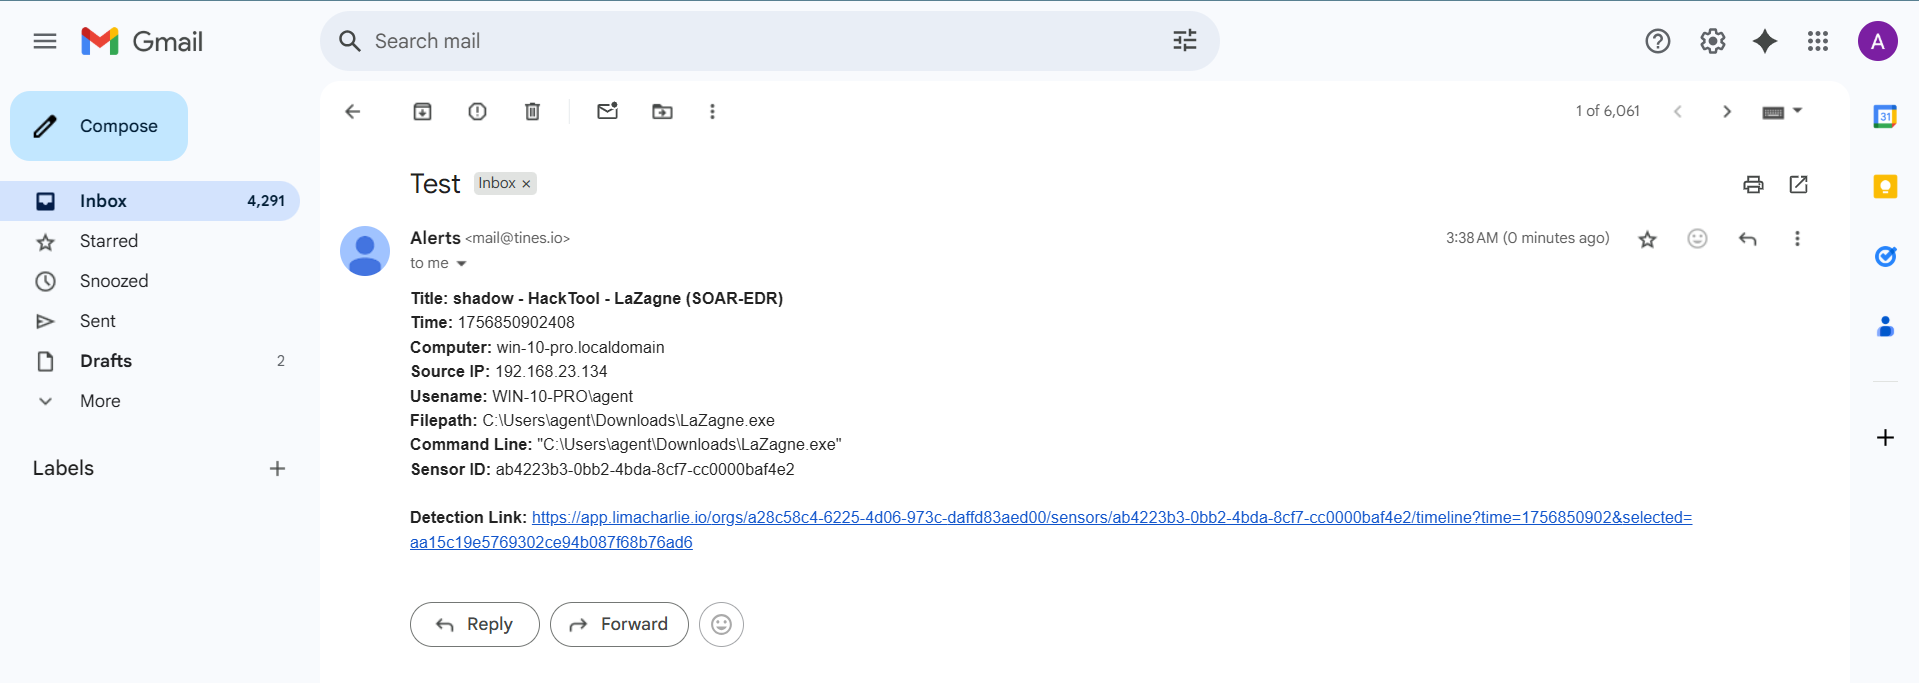 Gmail
Search mail
A
Compose
1 of 6,061
31
Test Inbox ×
Inbox 4,291
Starred
Snoozed
Sent
Drafts 2
More
Labels
Alerts <mail@tines.io>
3:38 AM (0 minutes ago)
to me
Title: shadow - HackTool - LaZagne (SOAR-EDR)
Time: 1756850902408
Computer: win-10-pro.localdomain
Source IP: 192.168.23.134
Usename: WIN-10-PRO\agent
Filepath: C:\Users\agent\Downloads\LaZagne.exe
Command Line: "C:\Users\agent\Downloads\LaZagne.exe"
Sensor ID: ab4223b3-0bb2-4bda-8cf7-cc0000baf4e2
Detection Link: https://app.limacharlie.io/orgs/a28c58c4-6225-4d06-973c-daffd83aed00/sensors/ab4223b3-0bb2-4bda-8cf7-cc0000baf4e2/timeline?time=1756850902&selected=
aa15c19e5769302ce94b087f68b76ad6
Reply
Forward